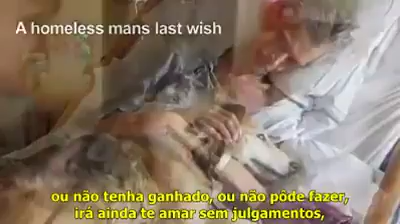 A homeless mans last wish
ou não tenha ganhado, ou não pôde fazer,
irá ainda te amar sem julgamentos,